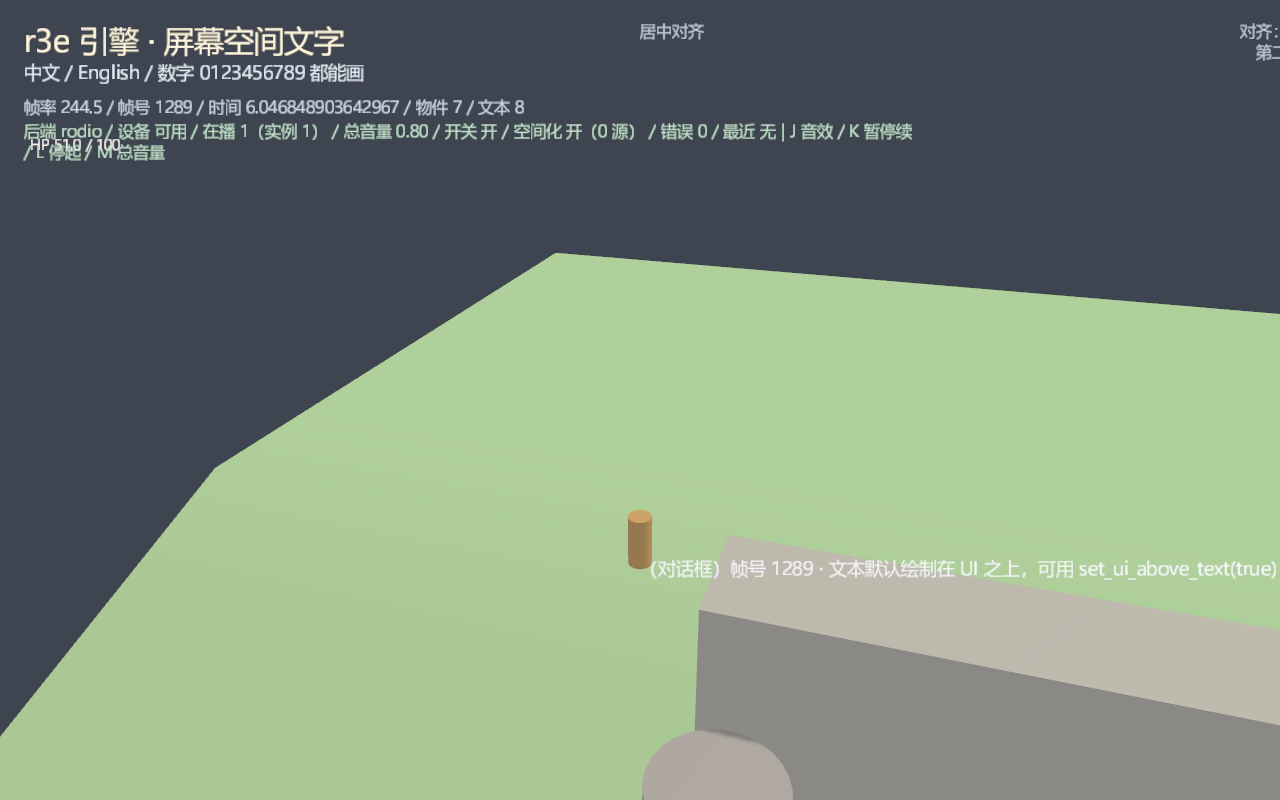 r3e 引擎 · 屏幕空间文字
居中对齐
对齐：
第二
中文 / English / 数字 0123456789 都能画
帧率 244.5 / 帧号 1289 / 时间 6.046848903642967 / 物件 7 / 文本 8
后端 rodio / 设备 可用 / 在播 1（实例 1） / 总音量 0.80 / 开关 开 / 空间化 开（0 源） / 错误 0 / 最近 无 | J 音效 / K 暂停续
HP 51.0 / 100
/ L 停起 / M 总音量
（对话框）帧号 1289 · 文本默认绘制在 UI 之上，可用 set_ui_above_text(true)